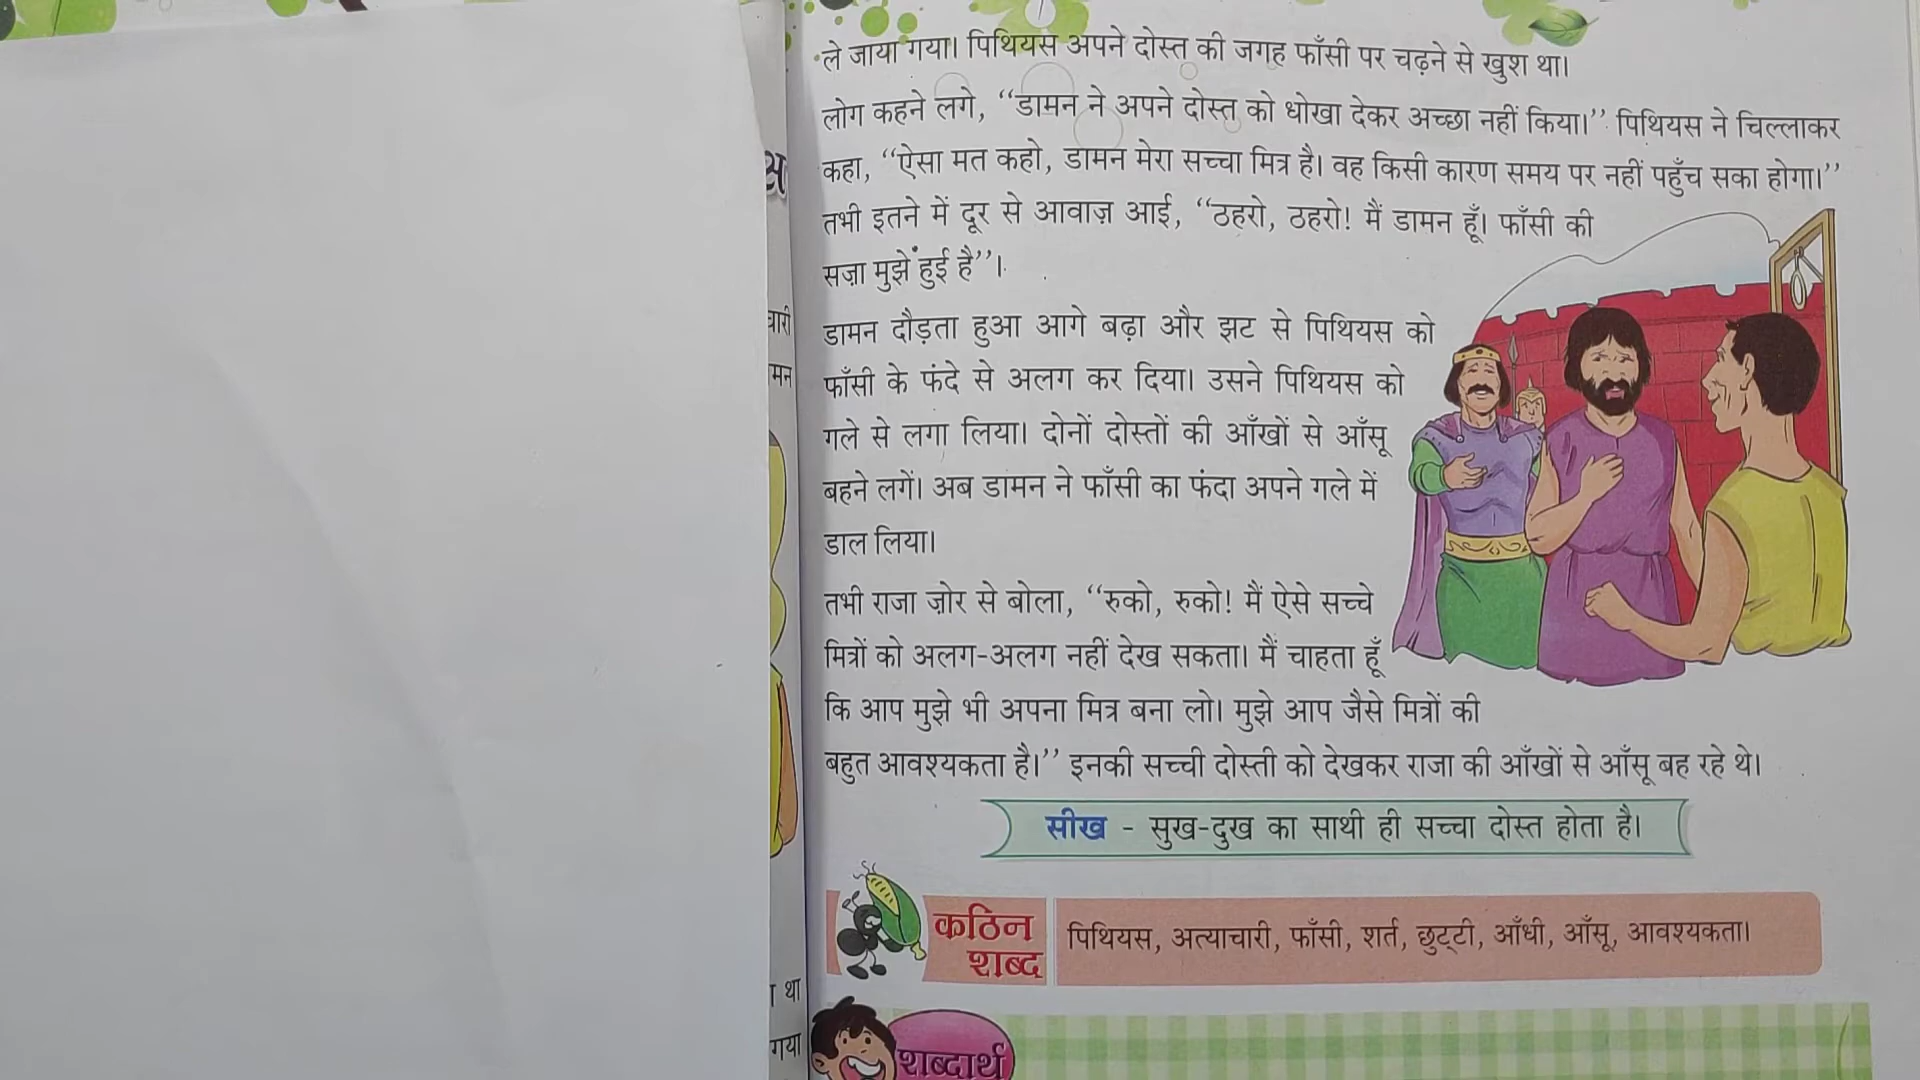 ले जाया गया। पिथियस अपने दोस्त की जगह फाँसी पर चढ़ने से खुश था।
लोग कहने लगे, ‘‘डामन ने अपने दोस्त को धोखा देकर अच्छा नहीं किया।’’ पिथियस ने चिल्लाकर
कहा, ‘‘ऐसा मत कहो, डामन मेरा सच्चा मित्र है। वह किसी कारण समय पर नहीं पहुँच सका होगा।’’
तभी इतने में दूर से आवाज़ आई, ‘‘ठहरो, ठहरो! मैं डामन हूँ। फाँसी की
सज़ा मुझे हुई है’’।
डामन दौड़ता हुआ आगे बढ़ा और झट से पिथियस को
फाँसी के फंदे से अलग कर दिया। उसने पिथियस को
गले से लगा लिया। दोनों दोस्तों की आँखों से आँसू
बहने लगें। अब डामन ने फाँसी का फंदा अपने गले में
डाल लिया।
तभी राजा ज़ोर से बोला, ‘‘रुको, रुको! मैं ऐसे सच्चे
मित्रों को अलग-अलग नहीं देख सकता। मैं चाहता हूँ
कि आप मुझे भी अपना मित्र बना लो। मुझे आप जैसे मित्रों की
बहुत आवश्यकता है।’’ इनकी सच्ची दोस्ती को देखकर राजा की आँखों से आँसू बह रहे थे।
सीख - सुख-दुख का साथी ही सच्चा दोस्त होता है।
कठिन
शब्द
पिथियस, अत्याचारी, फाँसी, शर्त, छुट्टी, आँधी, आँसू, आवश्यकता।
शब्दार्थ
था
गया